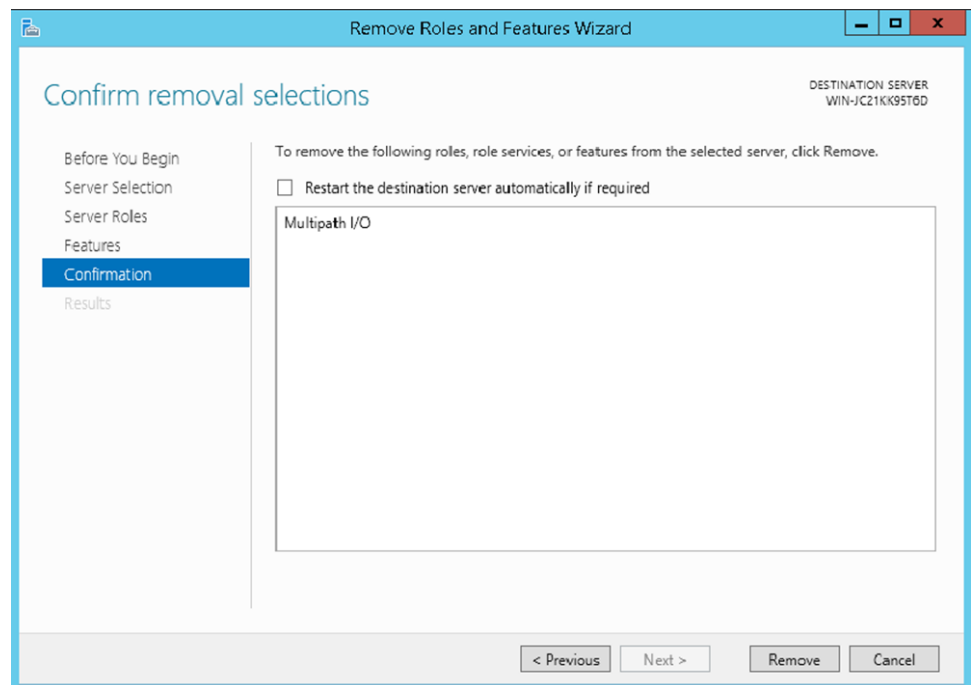 Remove Roles and Features Wizard
Confirm removal selections
DESTINATION SERVER
WIN-JC21KK95T6D
Before You Begin
Server Selection
Server Roles
Features
Confirmation
Results
To remove the following roles, role services, or features from the selected server, click Remove.
Restart the destination server automatically if required
Multipath I/O
< Previous
Next >
Remove
Cancel